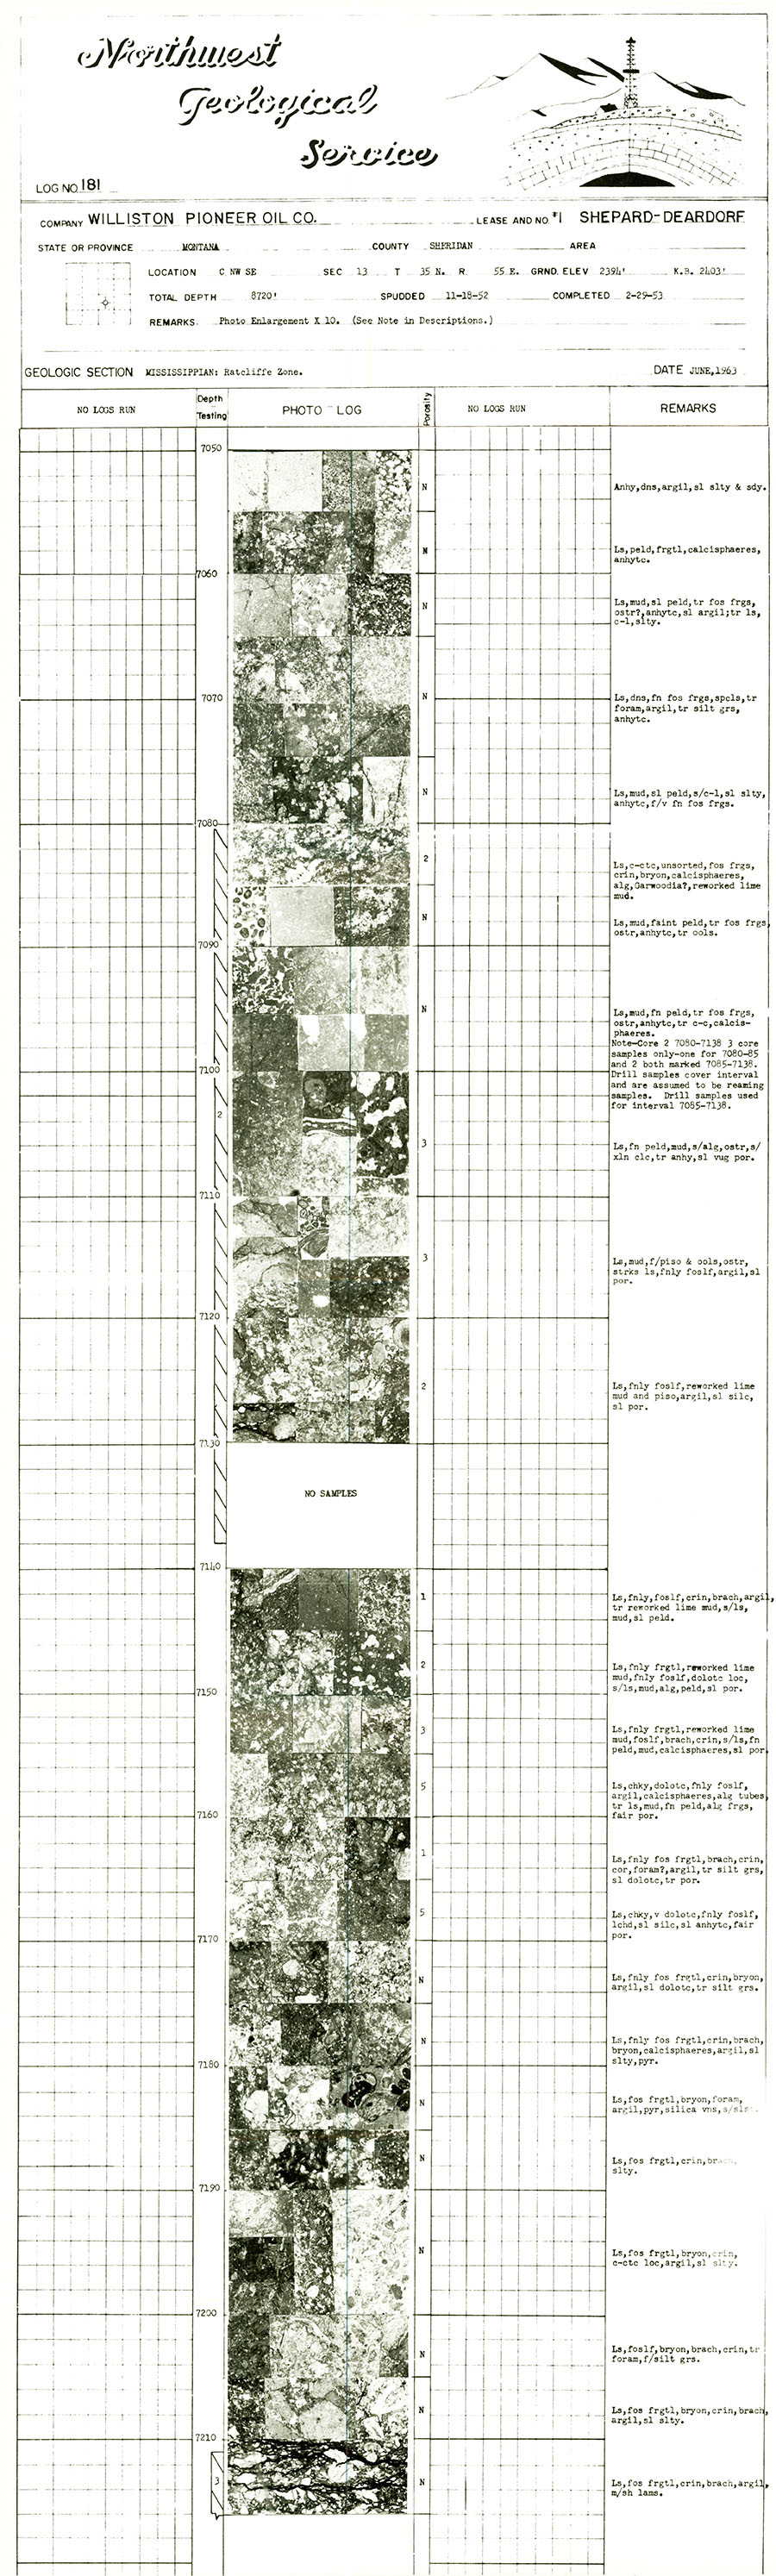 Northwest
Geological
Service
LOG NO. 181
COMPANY WILLISTON PIONEER OIL CO. LEASE AND NO. #1 SHEPARD-DEARDORF
STATE OR PROVINCE MONTANA COUNTY SHERIDAN AREA
LOCATION C NW SE SEC 13 T 35 N. R 55 E. GRND. ELEV 2394' K.B. 2403'
TOTAL DEPTH 8720' SPUDDED 11-18-52 COMPLETED 2-25-53
REMARKS: Photo Enlargement X 10. (See Note in Descriptions.)
GEOLOGIC SECTION MISSISSIPPIAN: Ratcliffe Zone. DATE JUNE, 1963
NO LOGS RUN Depth Testing PHOTO - LOG Porosity NO LOGS RUN REMARKS
7050
N Anhy,dns,argil,sl slty & sdy.
N Ls,peld,frgtl,calcisphaeres,
anhytc.
7060
N Ls,mud,sl peld,tr fos frgs,
ostr?,anhytc,sl argil;tr ls,
c-l,slty.
7070
N Ls,dns,fn fos frgs,spcls,tr
foram,argil,tr silt grs,
anhytc.
N Ls,mud,sl peld,s/c-l,sl slty,
anhytc,f/v fn fos frgs.
7080
2 Ls,c-ctc,unsorted,fos frgs,
crin,bryon,calcisphaeres,
alg,Garwoodia?,reworked lime
mud.
N Ls,mud,faint peld,tr fos frgs,
ostr,anhytc,tr ools.
7090
N Ls,mud,fn peld,tr fos frgs,
ostr,anhytc,tr c-c,calcis-
phaeres.
Note-Core 2 7080-7138 3 core
samples only-one for 7080-85
and 2 both marked 7085-7138.
Drill samples cover interval
and are assumed to be reaming
samples. Drill samples used
for interval 7085-7138.
7100
2
3 Ls,fn peld,mud,s/alg,ostr,s/
xln clc,tr anhy,sl vug por.
7110
3 Ls,mud,f/piso & ools,ostr,
strks ls,fnly foslf,argil,sl
por.
7120
2 Ls,fnly foslf,reworked lime
mud and piso,argil,sl silc,
sl por.
7130
NO SAMPLES
7140
1 Ls,fnly,foslf,crin,brach,argil,
tr reworked lime mud,s/ls,
mud,sl peld.
2 Ls,fnly frgtl,reworked lime
mud,fnly foslf,dolotc loc,
s/ls,mud,alg,peld,sl por.
7150
3 Ls,fnly frgtl,reworked lime
mud,foslf,brach,crin,s/ls,fn
peld,mud,calcisphaeres,sl por.
5 Ls,chky,dolotc,fnly foslf,
argil,calcisphaeres,alg tubes,
tr ls,mud,fn peld,alg frgs,
fair por.
7160
1 Ls,fnly fos frgtl,brach,crin,
cor,foram?,argil,tr silt grs,
sl dolotc,tr por.
5 Ls,chky,v dolotc,fnly foslf,
lchd,sl silc,sl anhytc,fair
por.
7170
N Ls,fnly fos frgtl,crin,bryon,
argil,sl dolotc,tr silt grs.
N Ls,fnly fos frgtl,crin,brach,
bryon,calcisphaeres,argil,sl
slty,pyr.
7180
N Ls,fos frgtl,bryon,foram,
argil,pyr,silica vns,s/slst.
N Ls,fos frgtl,crin,brach,
slty.
7190
N Ls,fos frgtl,bryon,crin,
c-ctc loc,argil,sl slty.
7200
N Ls,foslf,bryon,brach,crin,tr
foram,f/silt grs.
N Ls,fos frgtl,bryon,crin,brach,
argil,sl slty.
7210
3
N Ls,fos frgtl,crin,brach,argil,
m/sh lams.